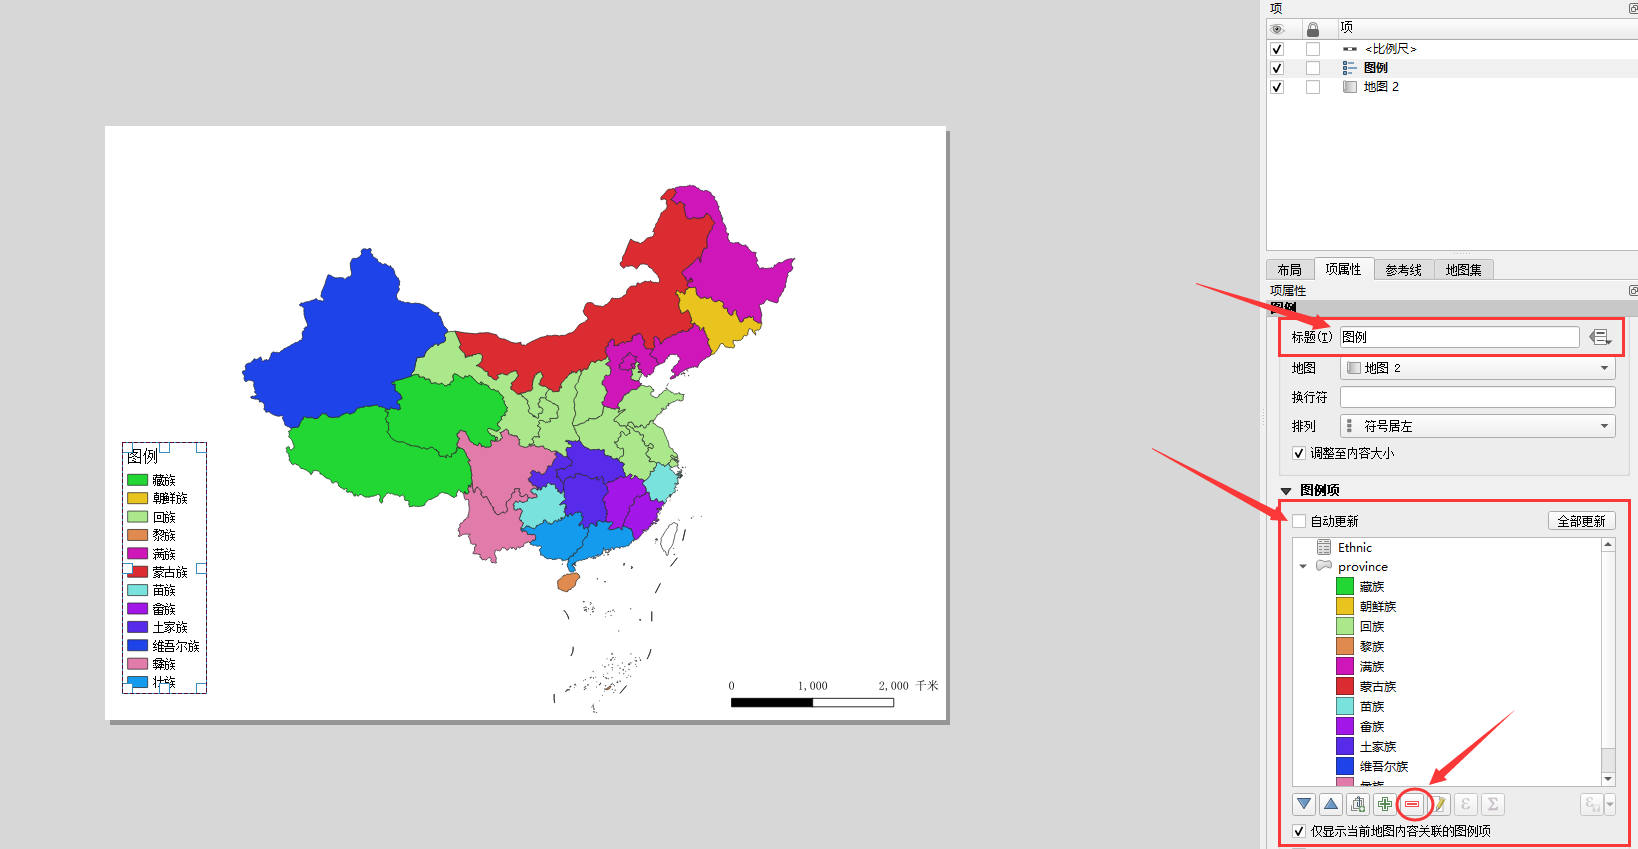 项
项
<比例尺>
图例
地图 2
布局
项属性
参考线
地图集
项属性
图例
标题(T)
图例
地图
地图 2
换行符
排列
符号居左
调整至内容大小
图例项
自动更新
全部更新
Ethnic
province
藏族
朝鲜族
回族
黎族
满族
蒙古族
苗族
畲族
土家族
维吾尔族
彝族
仅显示当前地图内容关联的图例项
图例
藏族
朝鲜族
回族
黎族
满族
蒙古族
苗族
畲族
土家族
维吾尔族
彝族
壮族
0 1,000 2,000 千米